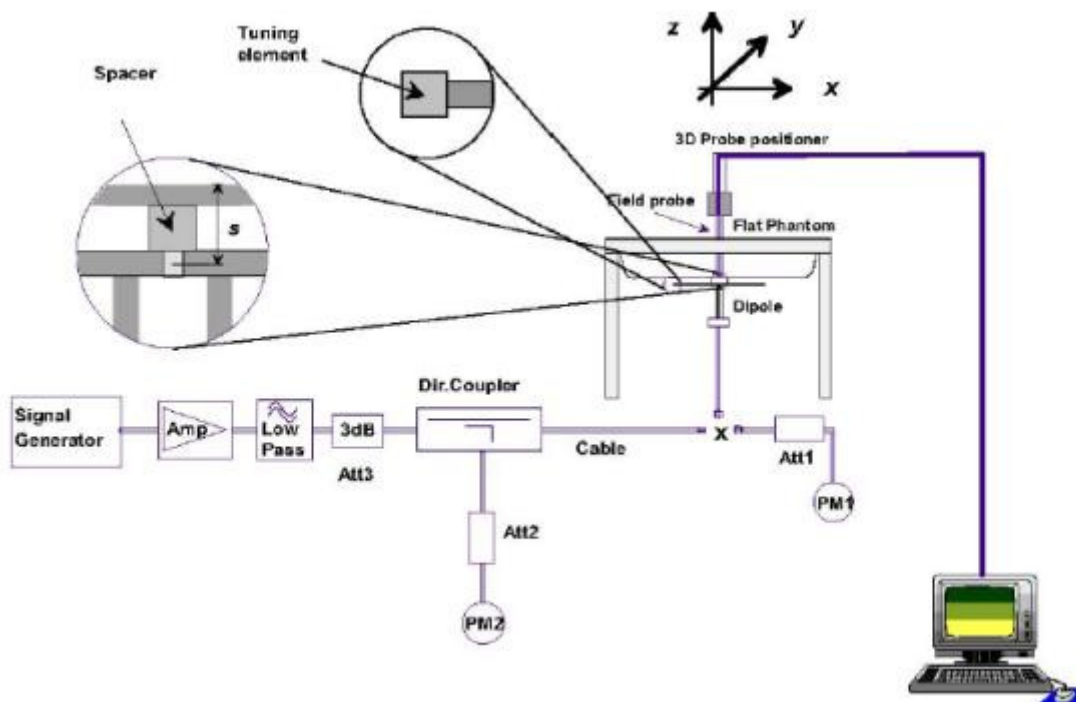 Tuning
element
Spacer
z
y
x
3D Probe positioner
Field probe
Flat Phantom
s
Dipole
Dir.Coupler
Signal
Generator
Amp
Low
Pass
3dB
Att3
Cable
x
Att1
PM1
Att2
PM2